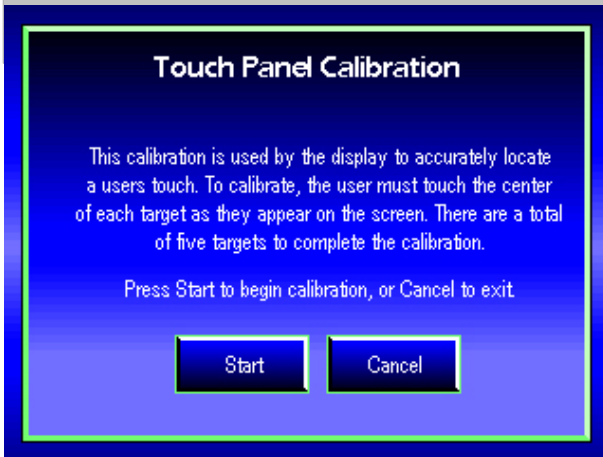 Touch Panel Calibration
This calibration is used by the display to accurately locate
a users touch. To calibrate, the user must touch the center
of each target as they appear on the screen. There are a total
of five targets to complete the calibration.
Press Start to begin calibration, or Cancel to exit.
Start
Cancel